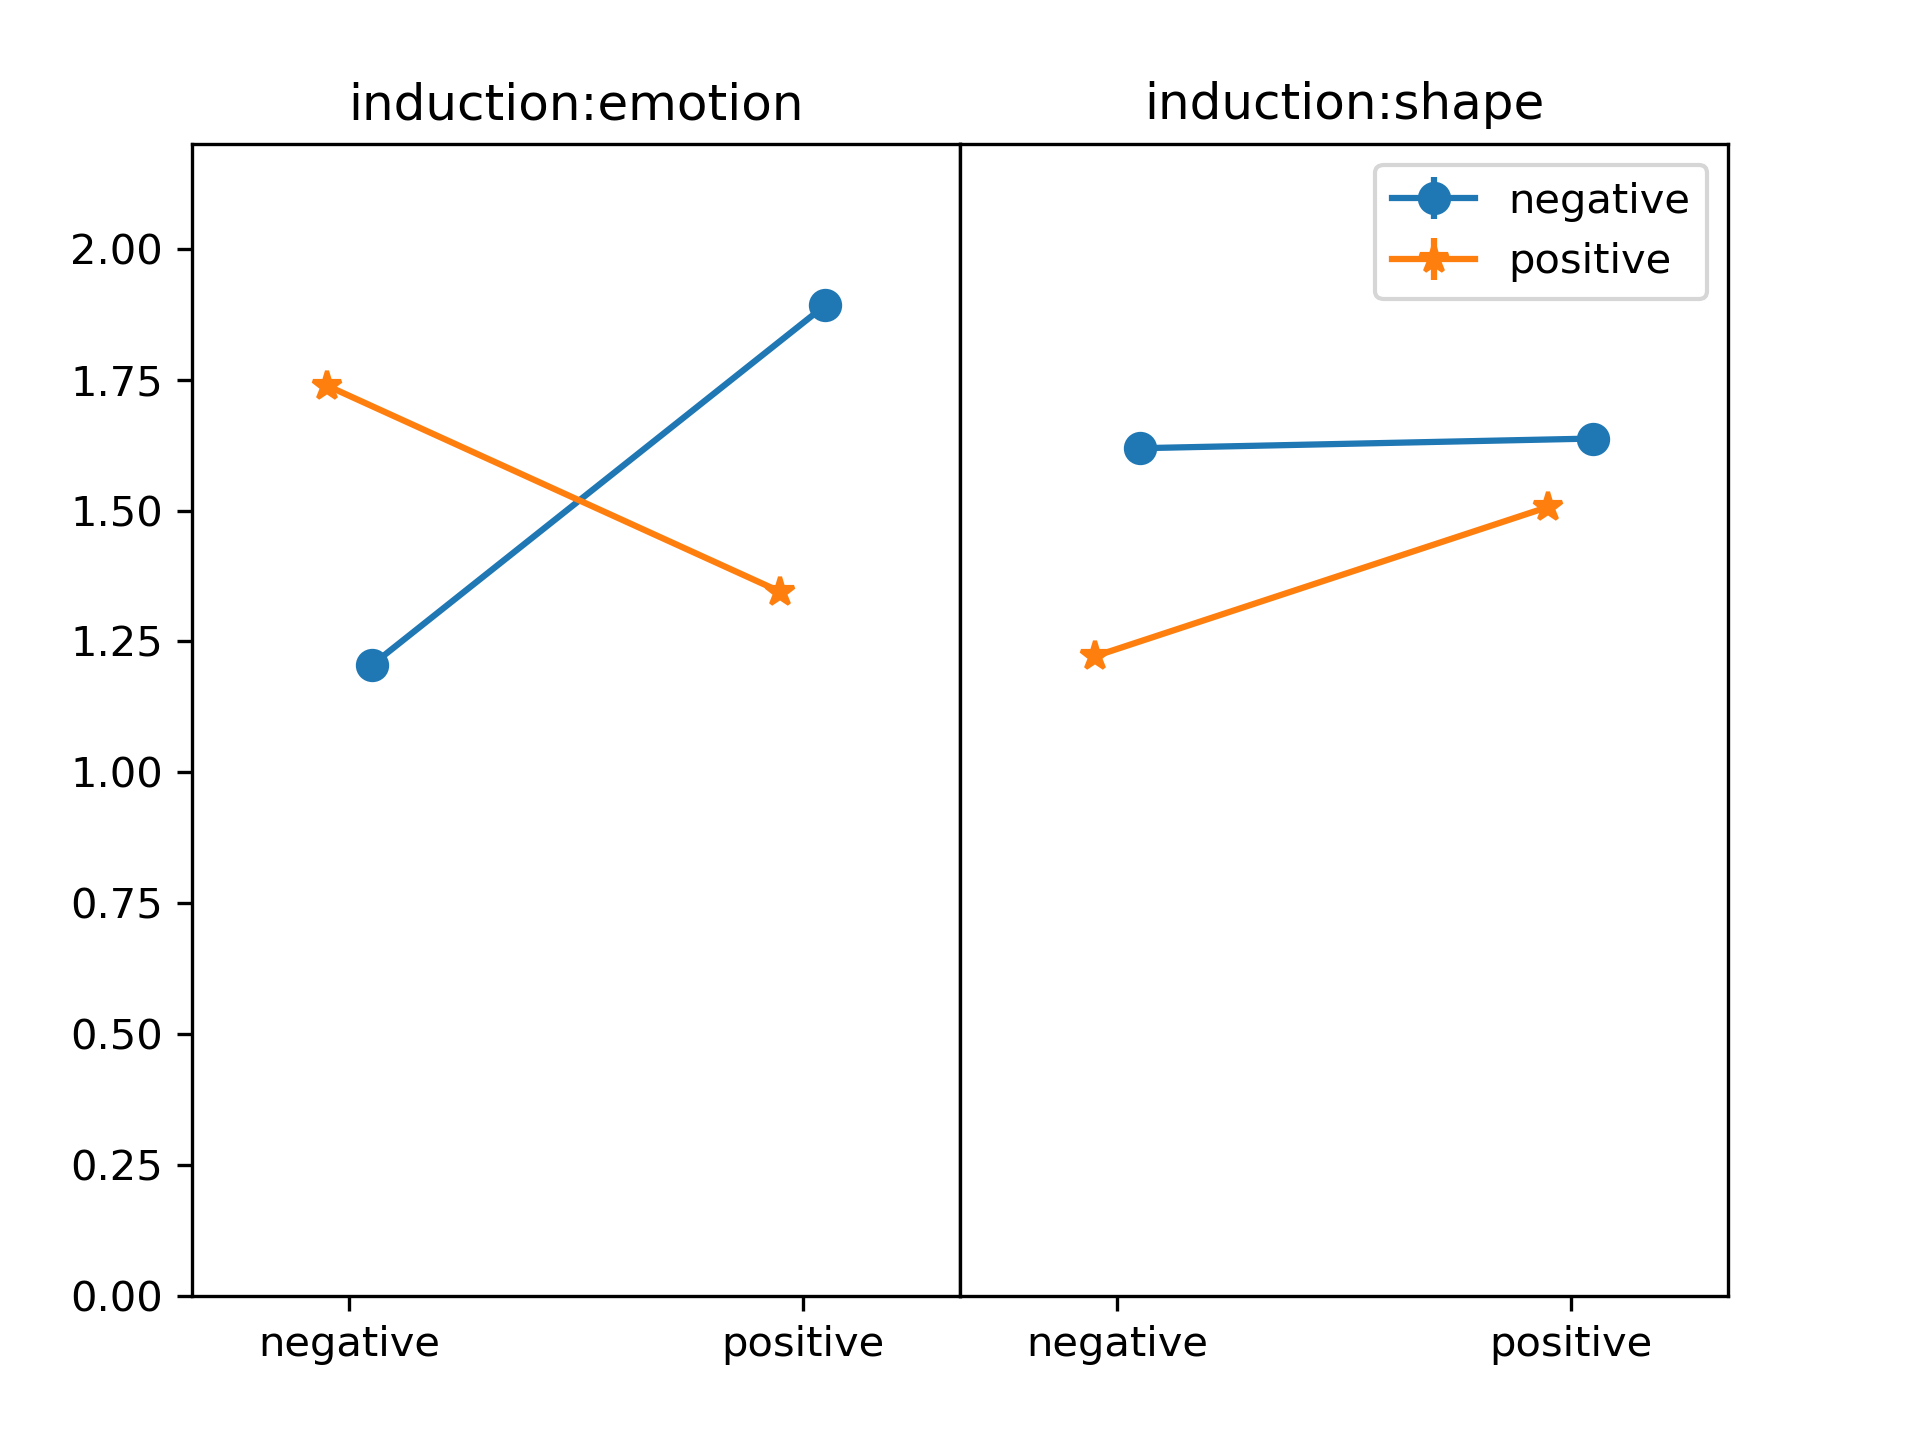 induction:emotion
induction:shape
negative
positive
2.00
1.75
1.50
1.25
1.00
0.75
0.50
0.25
0.00
negative
positive
negative
positive